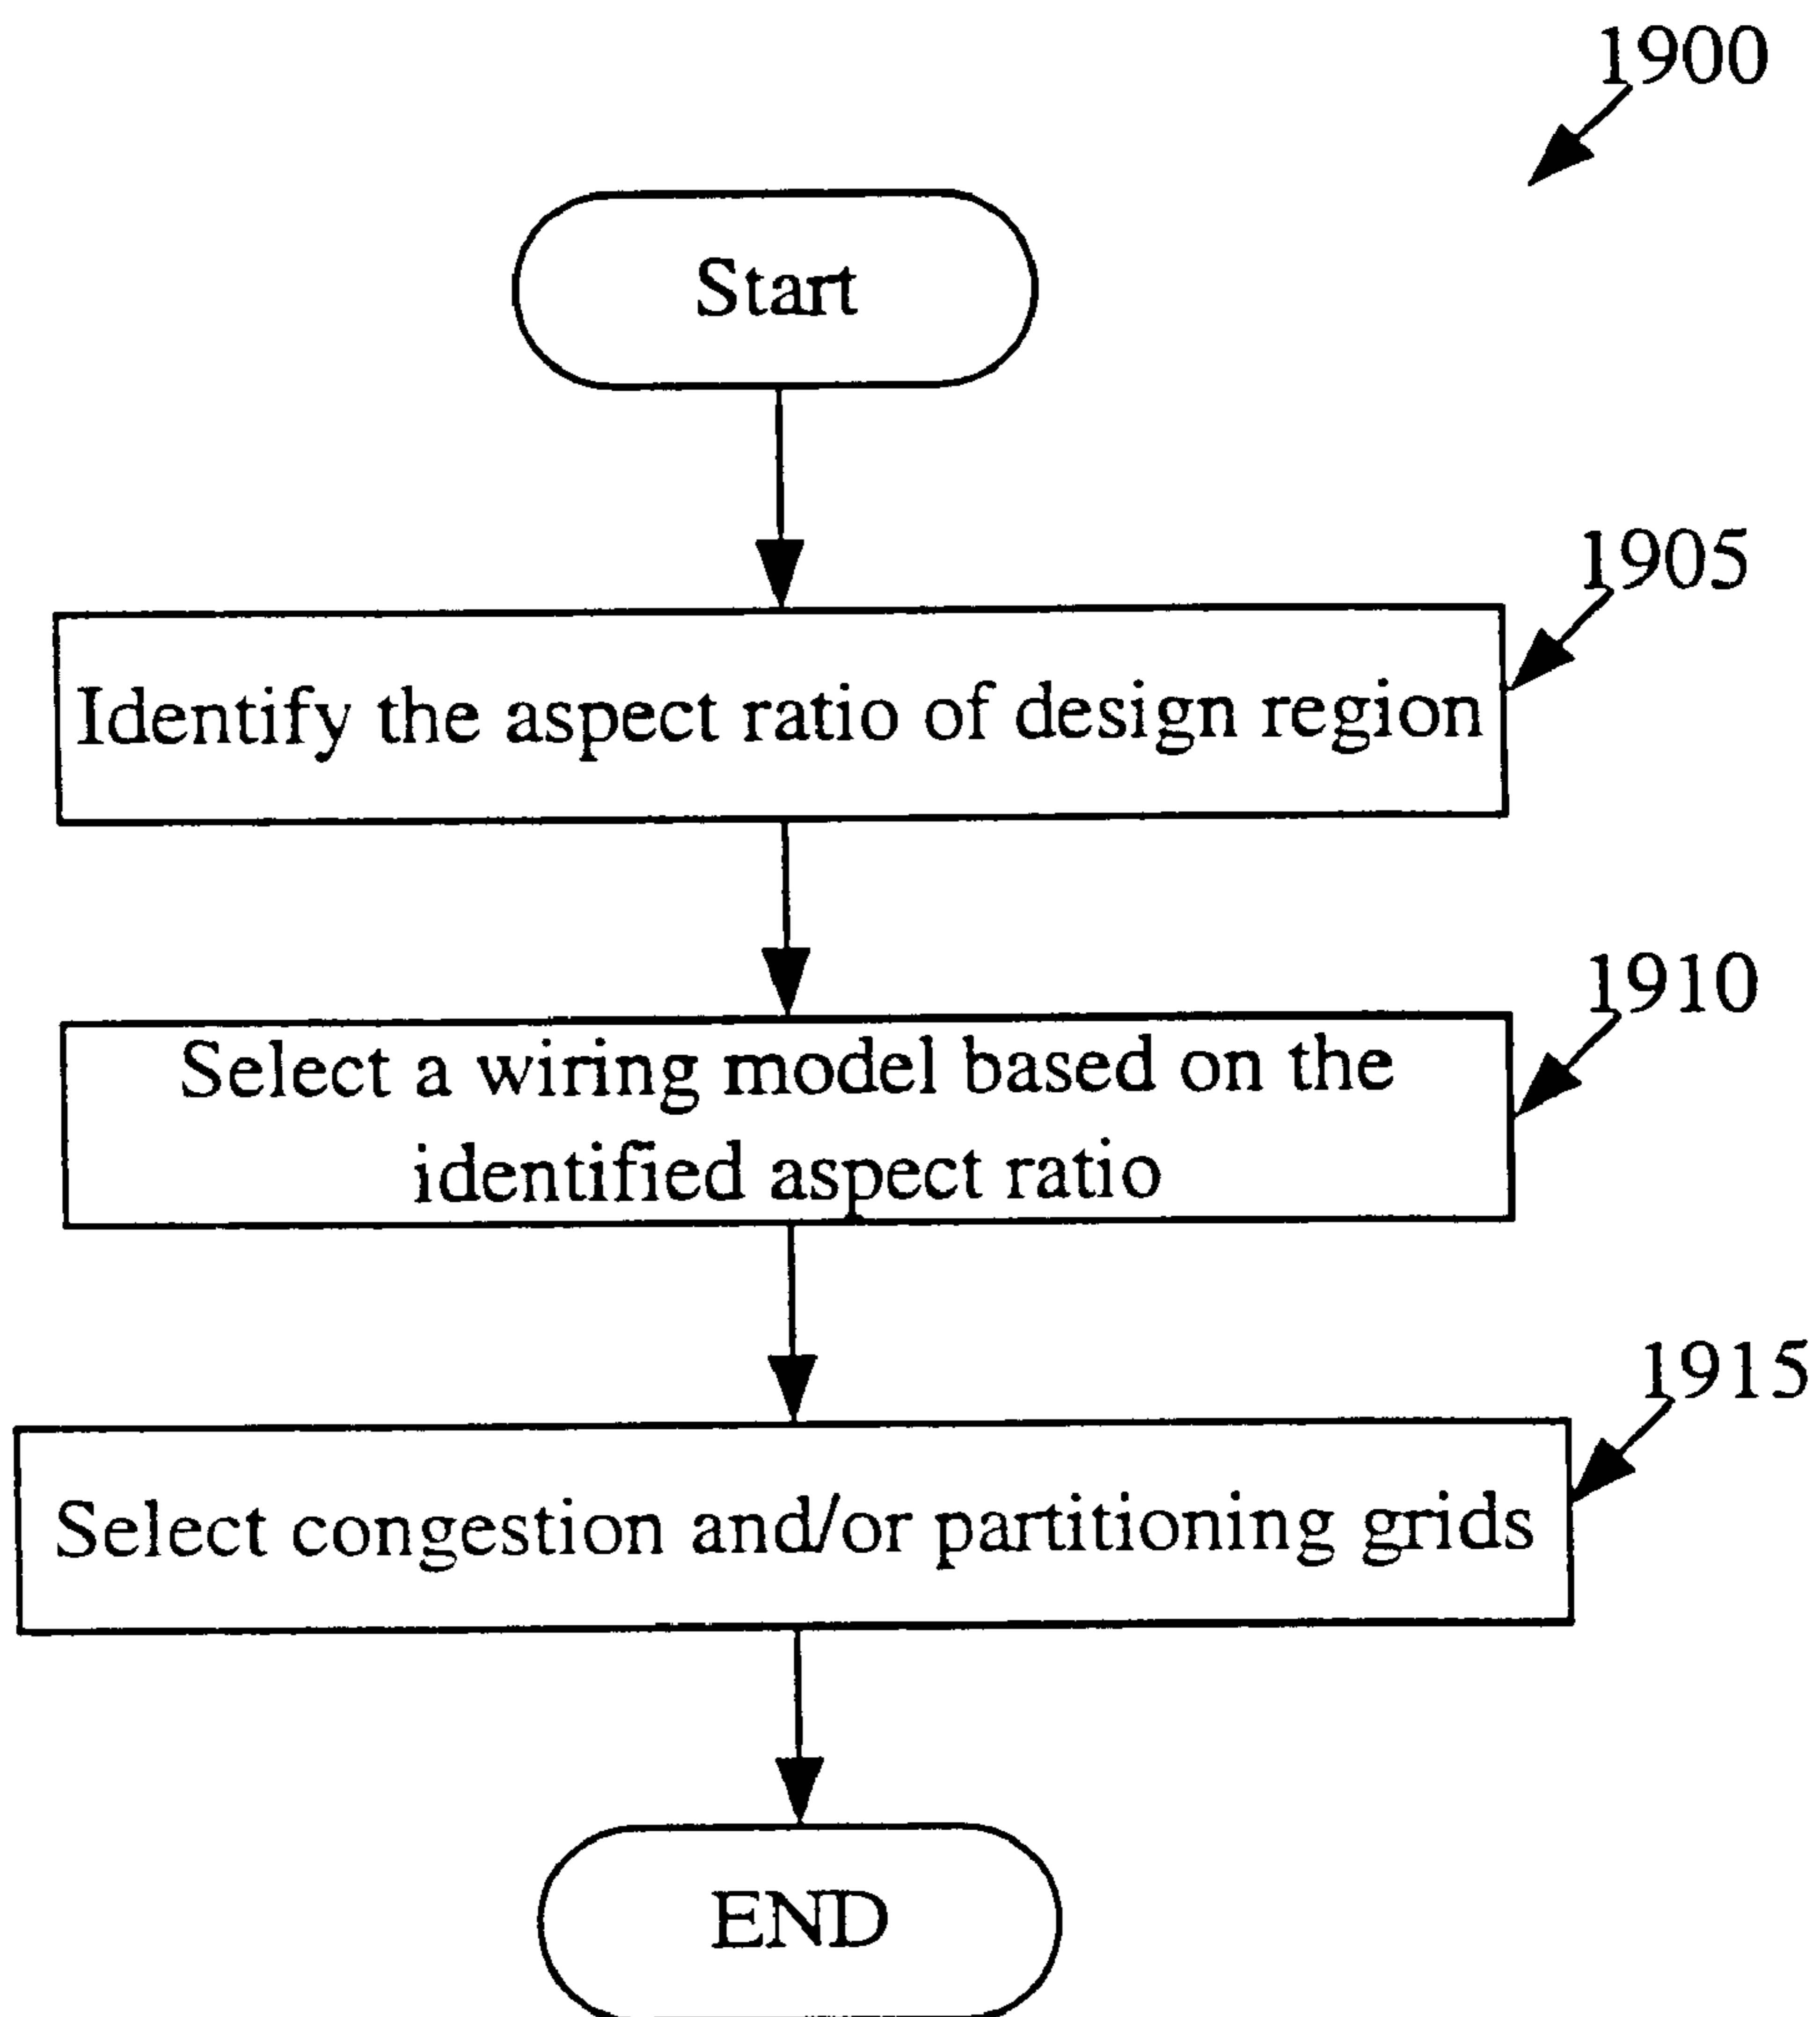 1900
Start
1905
Identify the aspect ratio of design region
1910
Select a wiring model based on the
identified aspect ratio
1915
Select congestion and/or partitioning grids
END